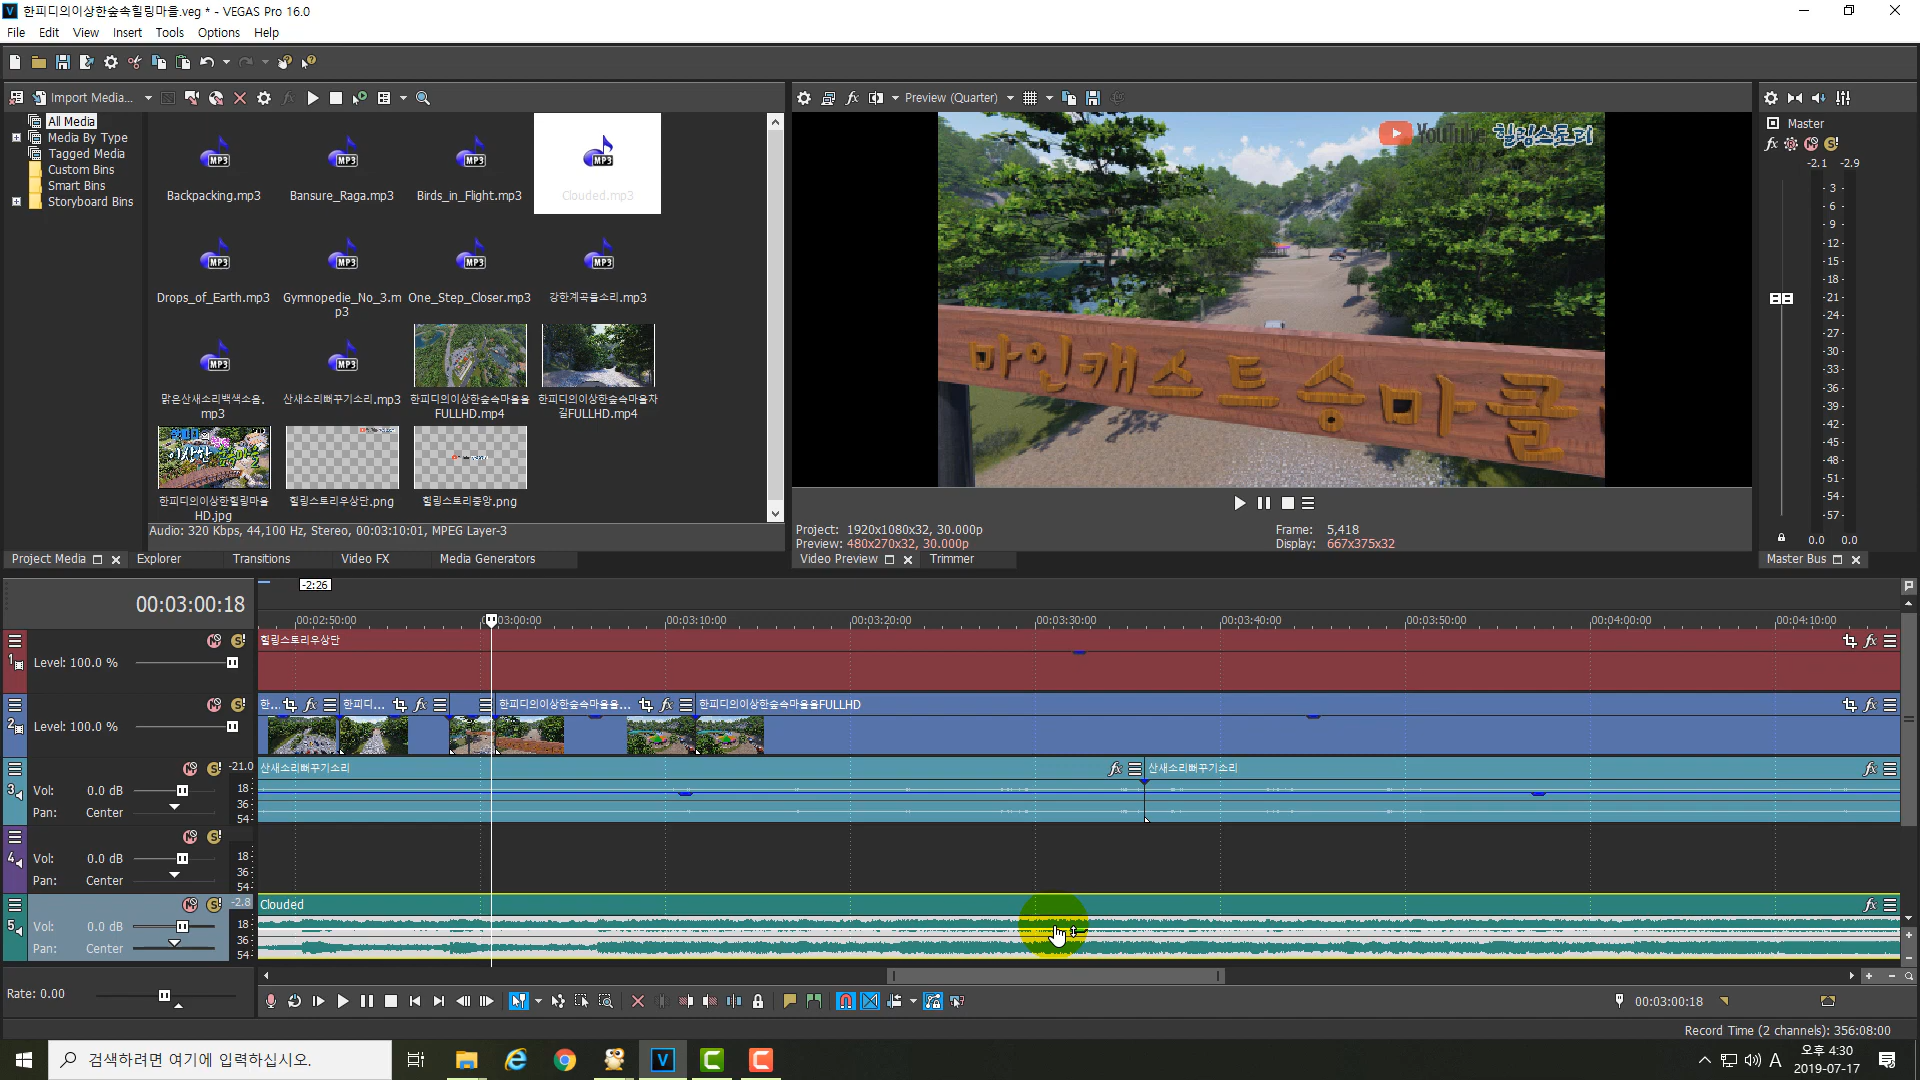 한피디의이상한숲속힐링마을.veg * - VEGAS Pro 16.0
File Edit View Insert Tools Options Help
Import Media...
Preview (Quarter)
All Media
Media By Type
Tagged Media
Custom Bins
Smart Bins
Storyboard Bins
Backpacking.mp3 Bansure_Raga.mp3 Birds_in_Flight.mp3 Clouded.mp3
Drops_of_Earth.mp3 Gymnopedie_No_3.mp3 One_Step_Closer.mp3 강한계곡물소리.mp3
맑은산새소리백색소음.mp3 산새소리뻐꾸기소리.mp3 한피디의이상한숲속마을을FULLHD.mp4 한피디의이상한숲속마을차길FULLHD.mp4
한피디의이상한힐링마을HD.jpg 힐링스토리우상단.png 힐링스토리중앙.png
Audio: 320 Kbps, 44,100 Hz, Stereo, 00:03:10:01, MPEG Layer-3
Project Media Explorer Transitions Video FX Media Generators
YouTube 힐링스토리
마인캐스트승마클
Project: 1920x1080x32, 30.000p
Preview: 480x270x32, 30.000p
Frame: 5,418
Display: 667x375x32
Video Preview Trimmer
Master
-2.1 -2.9
3
6
9
12
15
18
21
24
27
30
33
36
39
42
45
48
51
54
57
0.0 0.0
Master Bus
-2:26
00:03:00:18
00:02:50:00 00:03:00:00 00:03:10:00 00:03:20:00 00:03:30:00 00:03:40:00 00:03:50:00 00:04:00:00 00:04:10:00
1 Level: 100.0 %
힐링스토리우상단
2 Level: 100.0 %
한... 한피디... 한피디의이상한숲속마을을... 한피디의이상한숲속마을을FULLHD
3 Vol: 0.0 dB
Pan: Center
-21.0
18
36
54
산새소리뻐꾸기소리 산새소리뻐꾸기소리
4 Vol: 0.0 dB
Pan: Center
18
36
54
5 Vol: 0.0 dB
Pan: Center
-2.8
18
36
54
Clouded
Rate: 0.00
00:03:00:18
Record Time (2 channels): 356:08:00
검색하려면 여기에 입력하십시오.
A
오후 4:30
2019-07-17